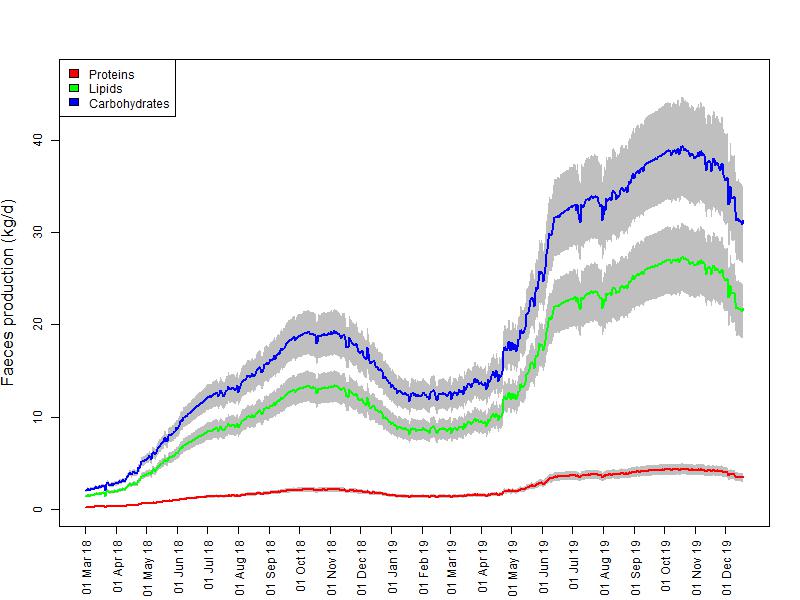 Proteins
Lipids
Carbohydrates
Faeces production (kg/d)
40
30
20
10
0
01 Mar 18
01 Apr 18
01 May 18
01 Jun 18
01 Jul 18
01 Aug 18
01 Sep 18
01 Oct 18
01 Nov 18
01 Dec 18
01 Jan 19
01 Feb 19
01 Mar 19
01 Apr 19
01 May 19
01 Jun 19
01 Jul 19
01 Aug 19
01 Sep 19
01 Oct 19
01 Nov 19
01 Dec 19